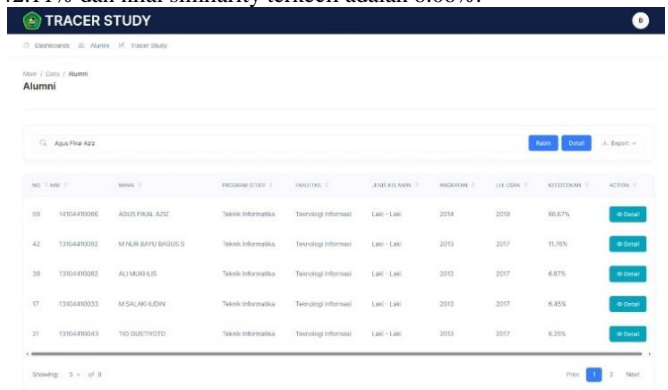 TRACER STUDY
B
Dashboards Alumni Tracer Study
Main / Data / Alumni
Alumni
Agus Fikal Aziz Rabin Detail Export
NO NIM NAMA PROGRAM STUDI FAKULTAS JENIS KELAMIN ANGKATAN LULUSAN KECOCOKAN ACTION
59 14104410086 AGUS FIKAL AZIZ Teknik Informatika Teknologi Informasi Laki - Laki 2014 2018 66.67% Detail
42 13104410092 M NUR BAYU BAGUS S Teknik Informatika Teknologi Informasi Laki - Laki 2013 2017 11.76% Detail
38 13104410082 ALI MUKHLIS Teknik Informatika Teknologi Informasi Laki - Laki 2013 2017 6.67% Detail
17 13104410033 M SALAKHUDIN Teknik Informatika Teknologi Informasi Laki - Laki 2013 2017 6.45% Detail
21 13104410043 TIO GUSTIYOTO Teknik Informatika Teknologi Informasi Laki - Laki 2013 2017 6.25% Detail
Showing: 5 of 9 Prev 1 2 Next